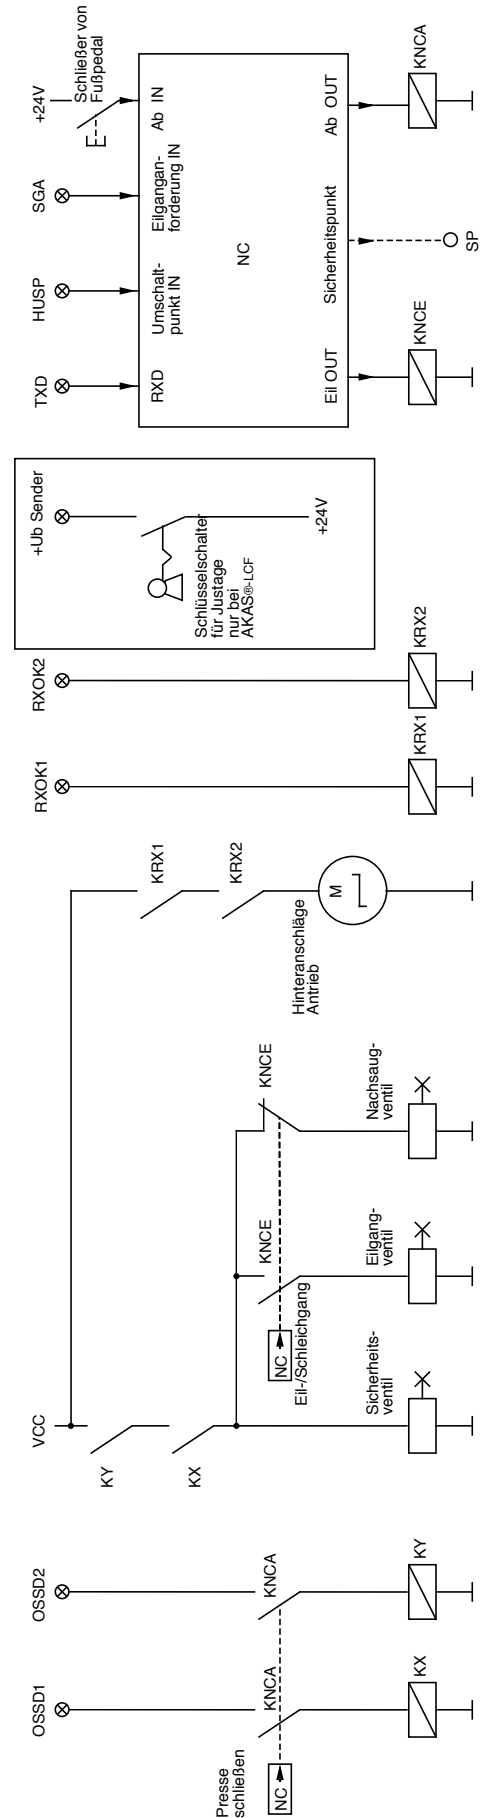 OSSD1
OSSD2
VCC
RXOK1
RXOK2
+Ub Sender
TXD
HUSP
SGA
+24V
Schließer von
Fußpedal
KY
KX
KRX1
KRX2
Presse
schließen
NC
KNCA
KNCA
NC
Eil-/Schleichgang
KNCE
KNCE
Hinteranschläge
Antrieb
M
Schlüsselschalter
für Justage
nur bei
AKAS®-LCF
+24V
RXD
Umschalt-
punkt IN
Eilgangan-
forderung IN
Ab IN
NC
Eil OUT
Sicherheitspunkt
Ab OUT
Sicherheits-
ventil
Eilgang-
ventil
Nachsaug-
ventil
KX
KY
KRX1
KRX2
KNCE
SP
KNCA